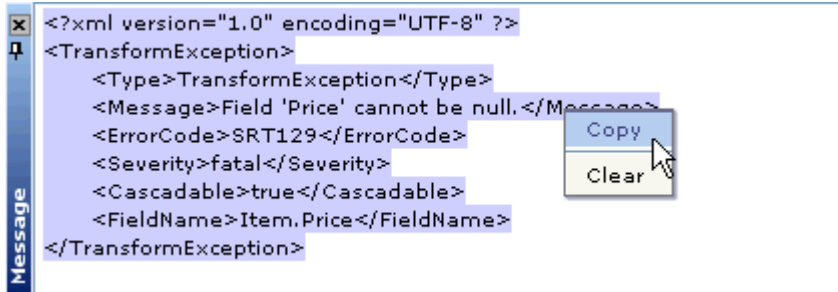 <?xml version="1.0" encoding="UTF-8" ?>
<TransformException>
<Type>TransformException</Type>
<Message>Field 'Price' cannot be null.</Message>
<ErrorCode>SRT129</ErrorCode>
<Severity>fatal</Severity>
<Cascadable>true</Cascadable>
<FieldName>Item.Price</FieldName>
</TransformException>
Copy
Clear
Message